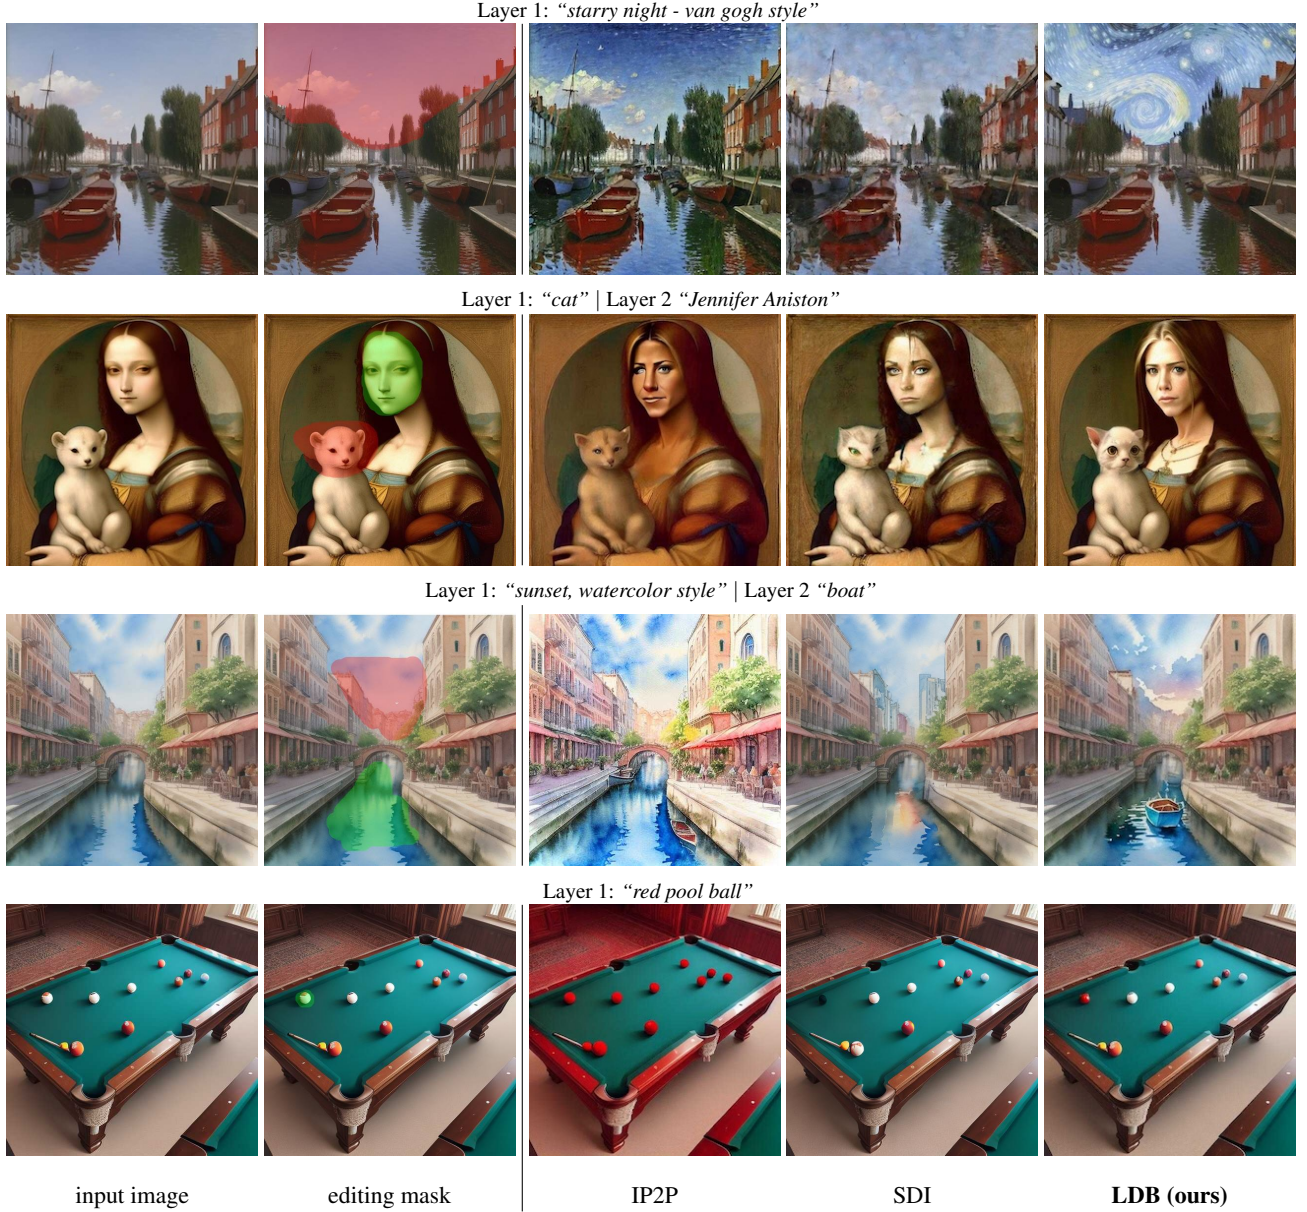 Layer 1: “starry night - van gogh style”
Layer 1: “cat” | Layer 2 “Jennifer Aniston”
Layer 1: “sunset, watercolor style” | Layer 2 “boat”
Layer 1: “red pool ball”
input image editing mask IP2P SDI LDB (ours)